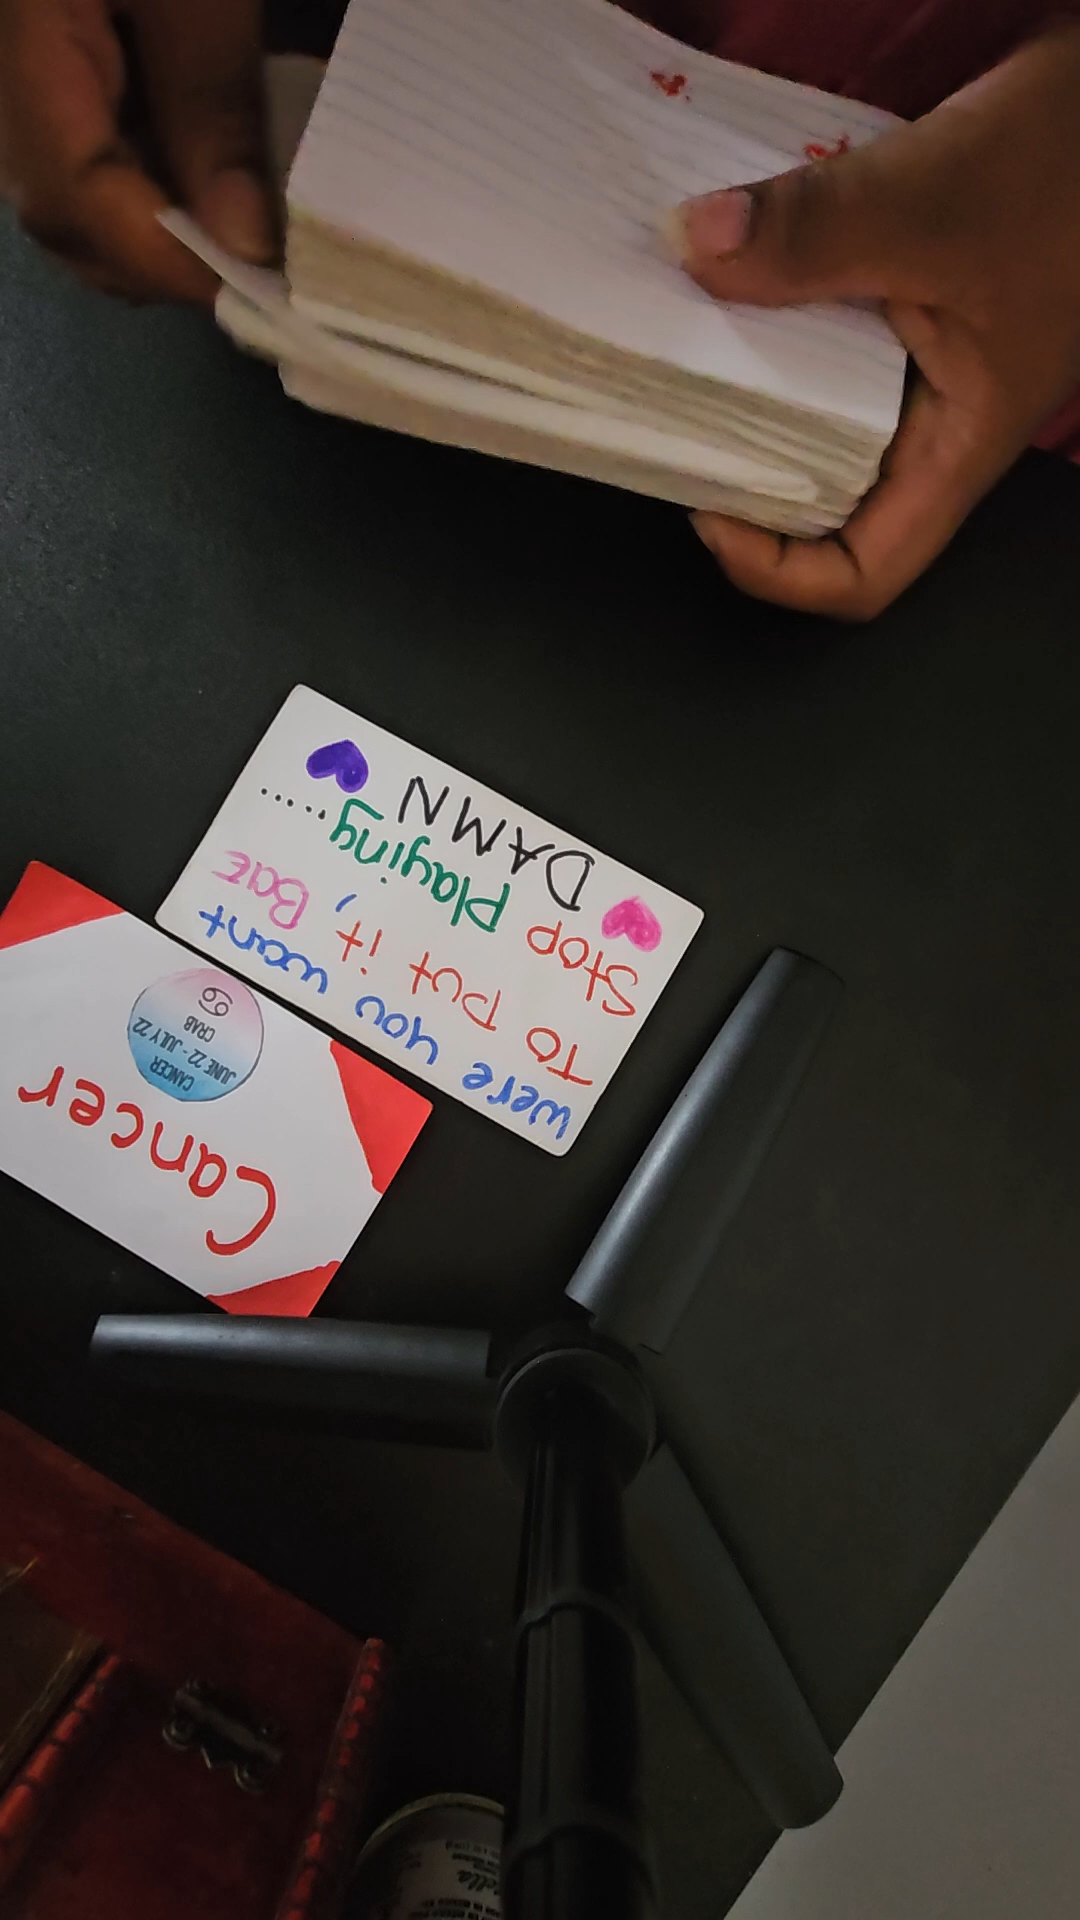 were you want
To Put it, Bae
Stop playing.....
DAMN
Cancer
CANCER
JUNE 22 - JULY 22
CRAB
♋